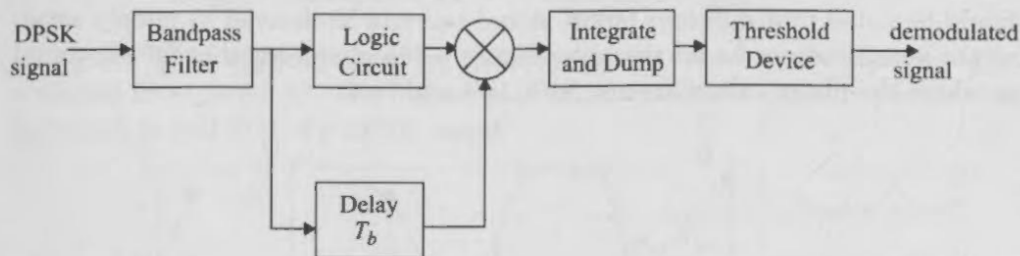 DPSK
signal
Bandpass
Filter
Logic
Circuit
Integrate
and Dump
Threshold
Device
demodulated
signal
Delay
T_b